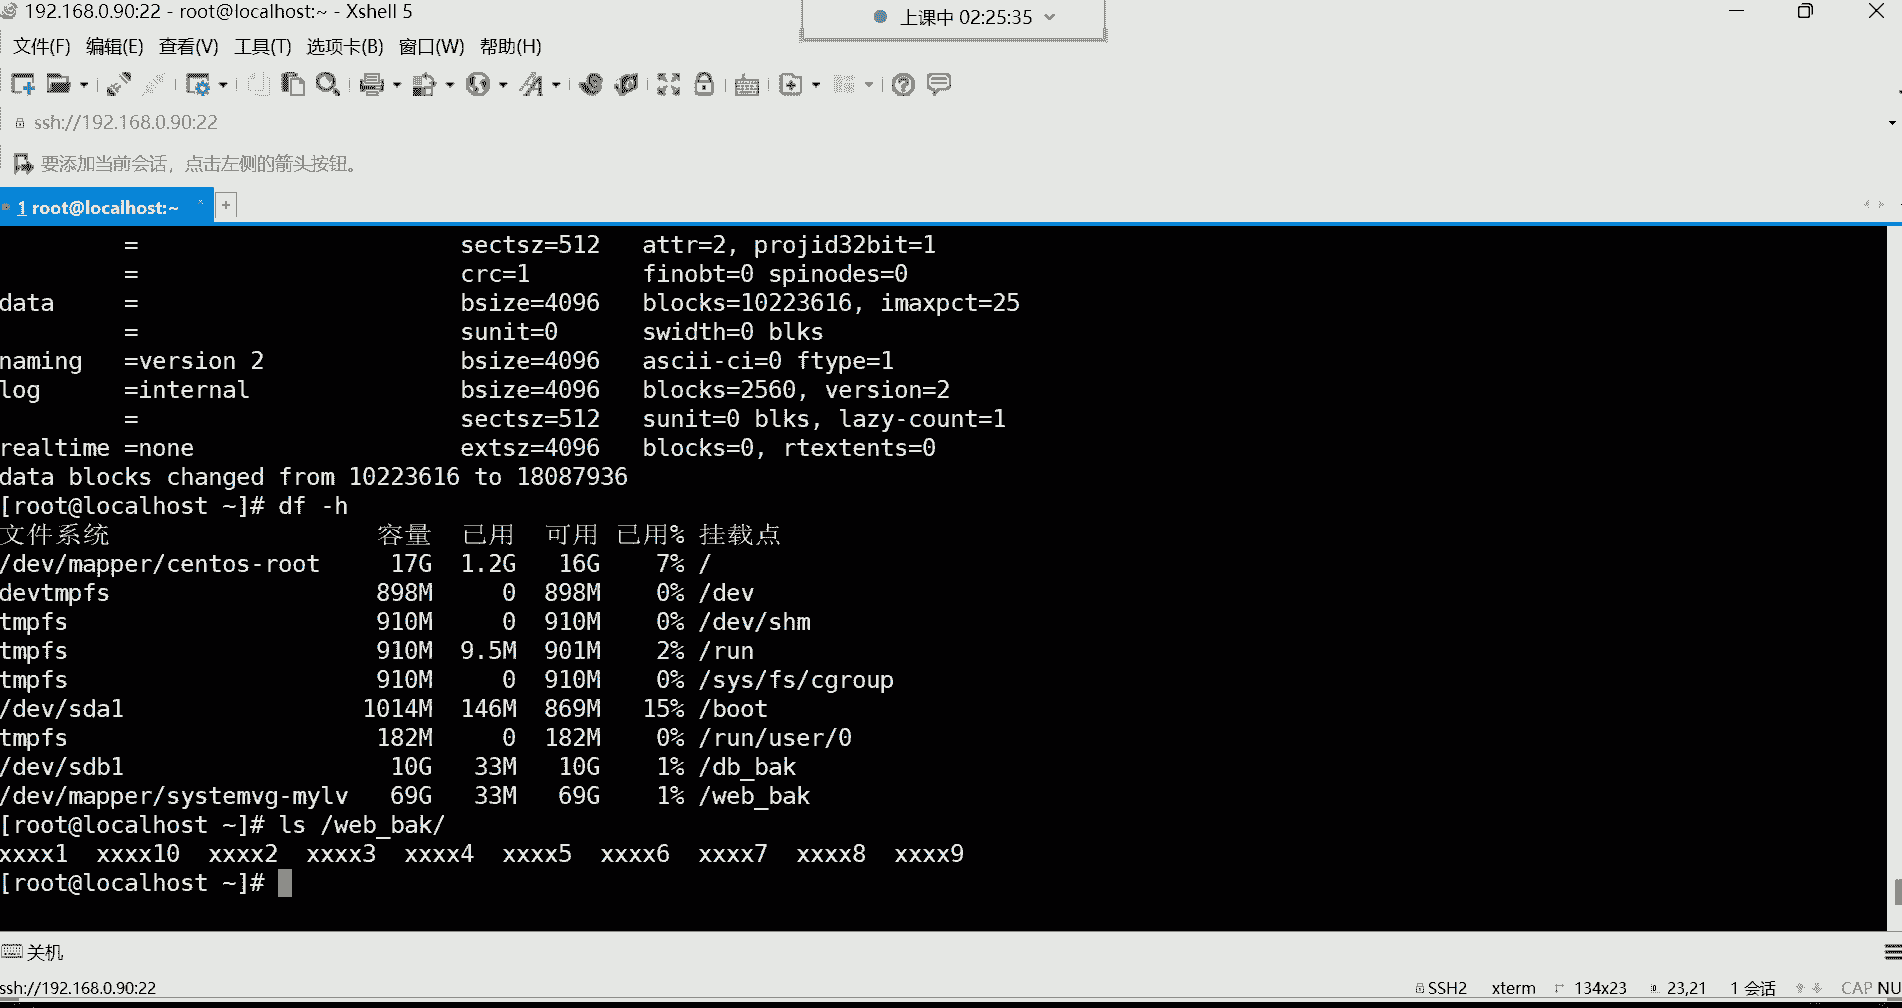 192.168.0.90:22 - root@localhost:~ - Xshell 5
上课中 02:25:35
文件(F) 编辑(E) 查看(V) 工具(T) 选项卡(B) 窗口(W) 帮助(H)
ssh://192.168.0.90:22
要添加当前会话，点击左侧的箭头按钮。
1 root@localhost:~
         =                       sectsz=512   attr=2, projid32bit=1
         =                       crc=1        finobt=0 spinodes=0
data     =                       bsize=4096   blocks=10223616, imaxpct=25
         =                       sunit=0      swidth=0 blks
naming   =version 2              bsize=4096   ascii-ci=0 ftype=1
log      =internal               bsize=4096   blocks=2560, version=2
         =                       sectsz=512   sunit=0 blks, lazy-count=1
realtime =none                   extsz=4096   blocks=0, rtextents=0
data blocks changed from 10223616 to 18087936
[root@localhost ~]# df -h
文件系统                   容量  已用  可用 已用% 挂载点
/dev/mapper/centos-root     17G  1.2G   16G    7% /
devtmpfs                   898M     0  898M    0% /dev
tmpfs                      910M     0  910M    0% /dev/shm
tmpfs                      910M  9.5M  901M    2% /run
tmpfs                      910M     0  910M    0% /sys/fs/cgroup
/dev/sda1                 1014M  146M  869M   15% /boot
tmpfs                      182M     0  182M    0% /run/user/0
/dev/sdb1                   10G   33M   10G    1% /db_bak
/dev/mapper/systemvg-mylv   69G   33M   69G    1% /web_bak
[root@localhost ~]# ls /web_bak/
xxxx1  xxxx10  xxxx2  xxxx3  xxxx4  xxxx5  xxxx6  xxxx7  xxxx8  xxxx9
[root@localhost ~]#
关机
ssh://192.168.0.90:22 SSH2 xterm 134x23 23,21 1 会话 CAP NU